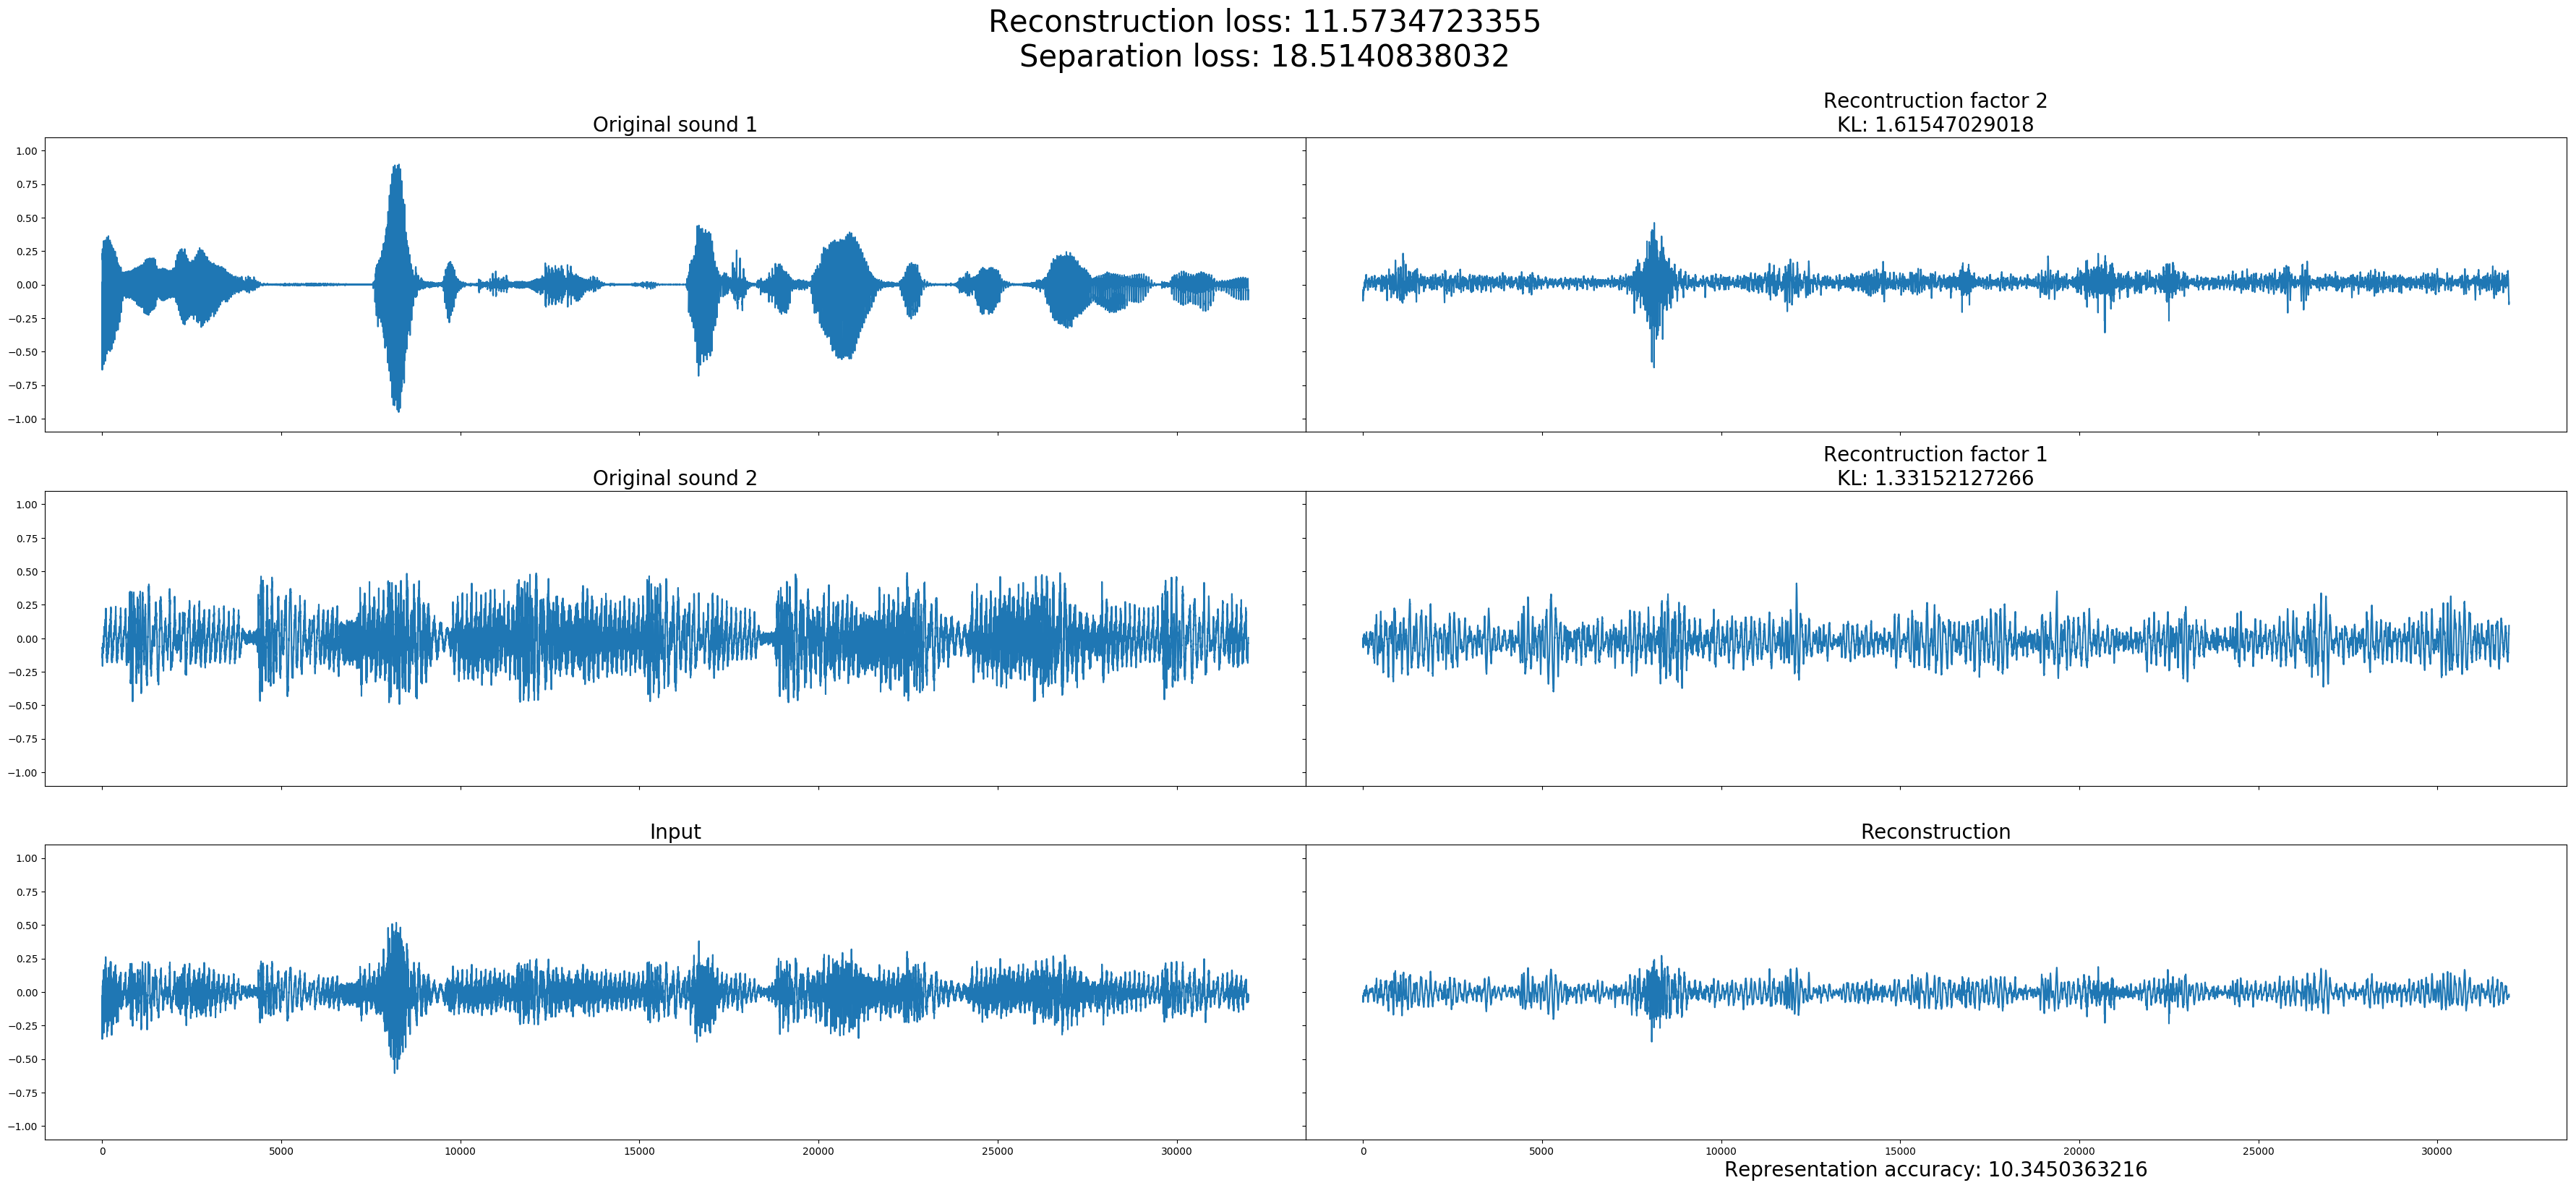 Reconstruction loss: 11.5734723355
Separation loss: 18.5140838032
Original sound 1
Recontruction factor 2
KL: 1.61547029018
1.00
0.75
0.50
0.25
0.00
−0.25
−0.50
−0.75
−1.00
Original sound 2
Recontruction factor 1
KL: 1.33152127266
1.00
0.75
0.50
0.25
0.00
−0.25
−0.50
−0.75
−1.00
Input
Reconstruction
1.00
0.75
0.50
0.25
0.00
−0.25
−0.50
−0.75
−1.00
0 5000 10000 15000 20000 25000 30000
0 5000 10000 15000 20000 25000 30000
Representation accuracy: 10.3450363216